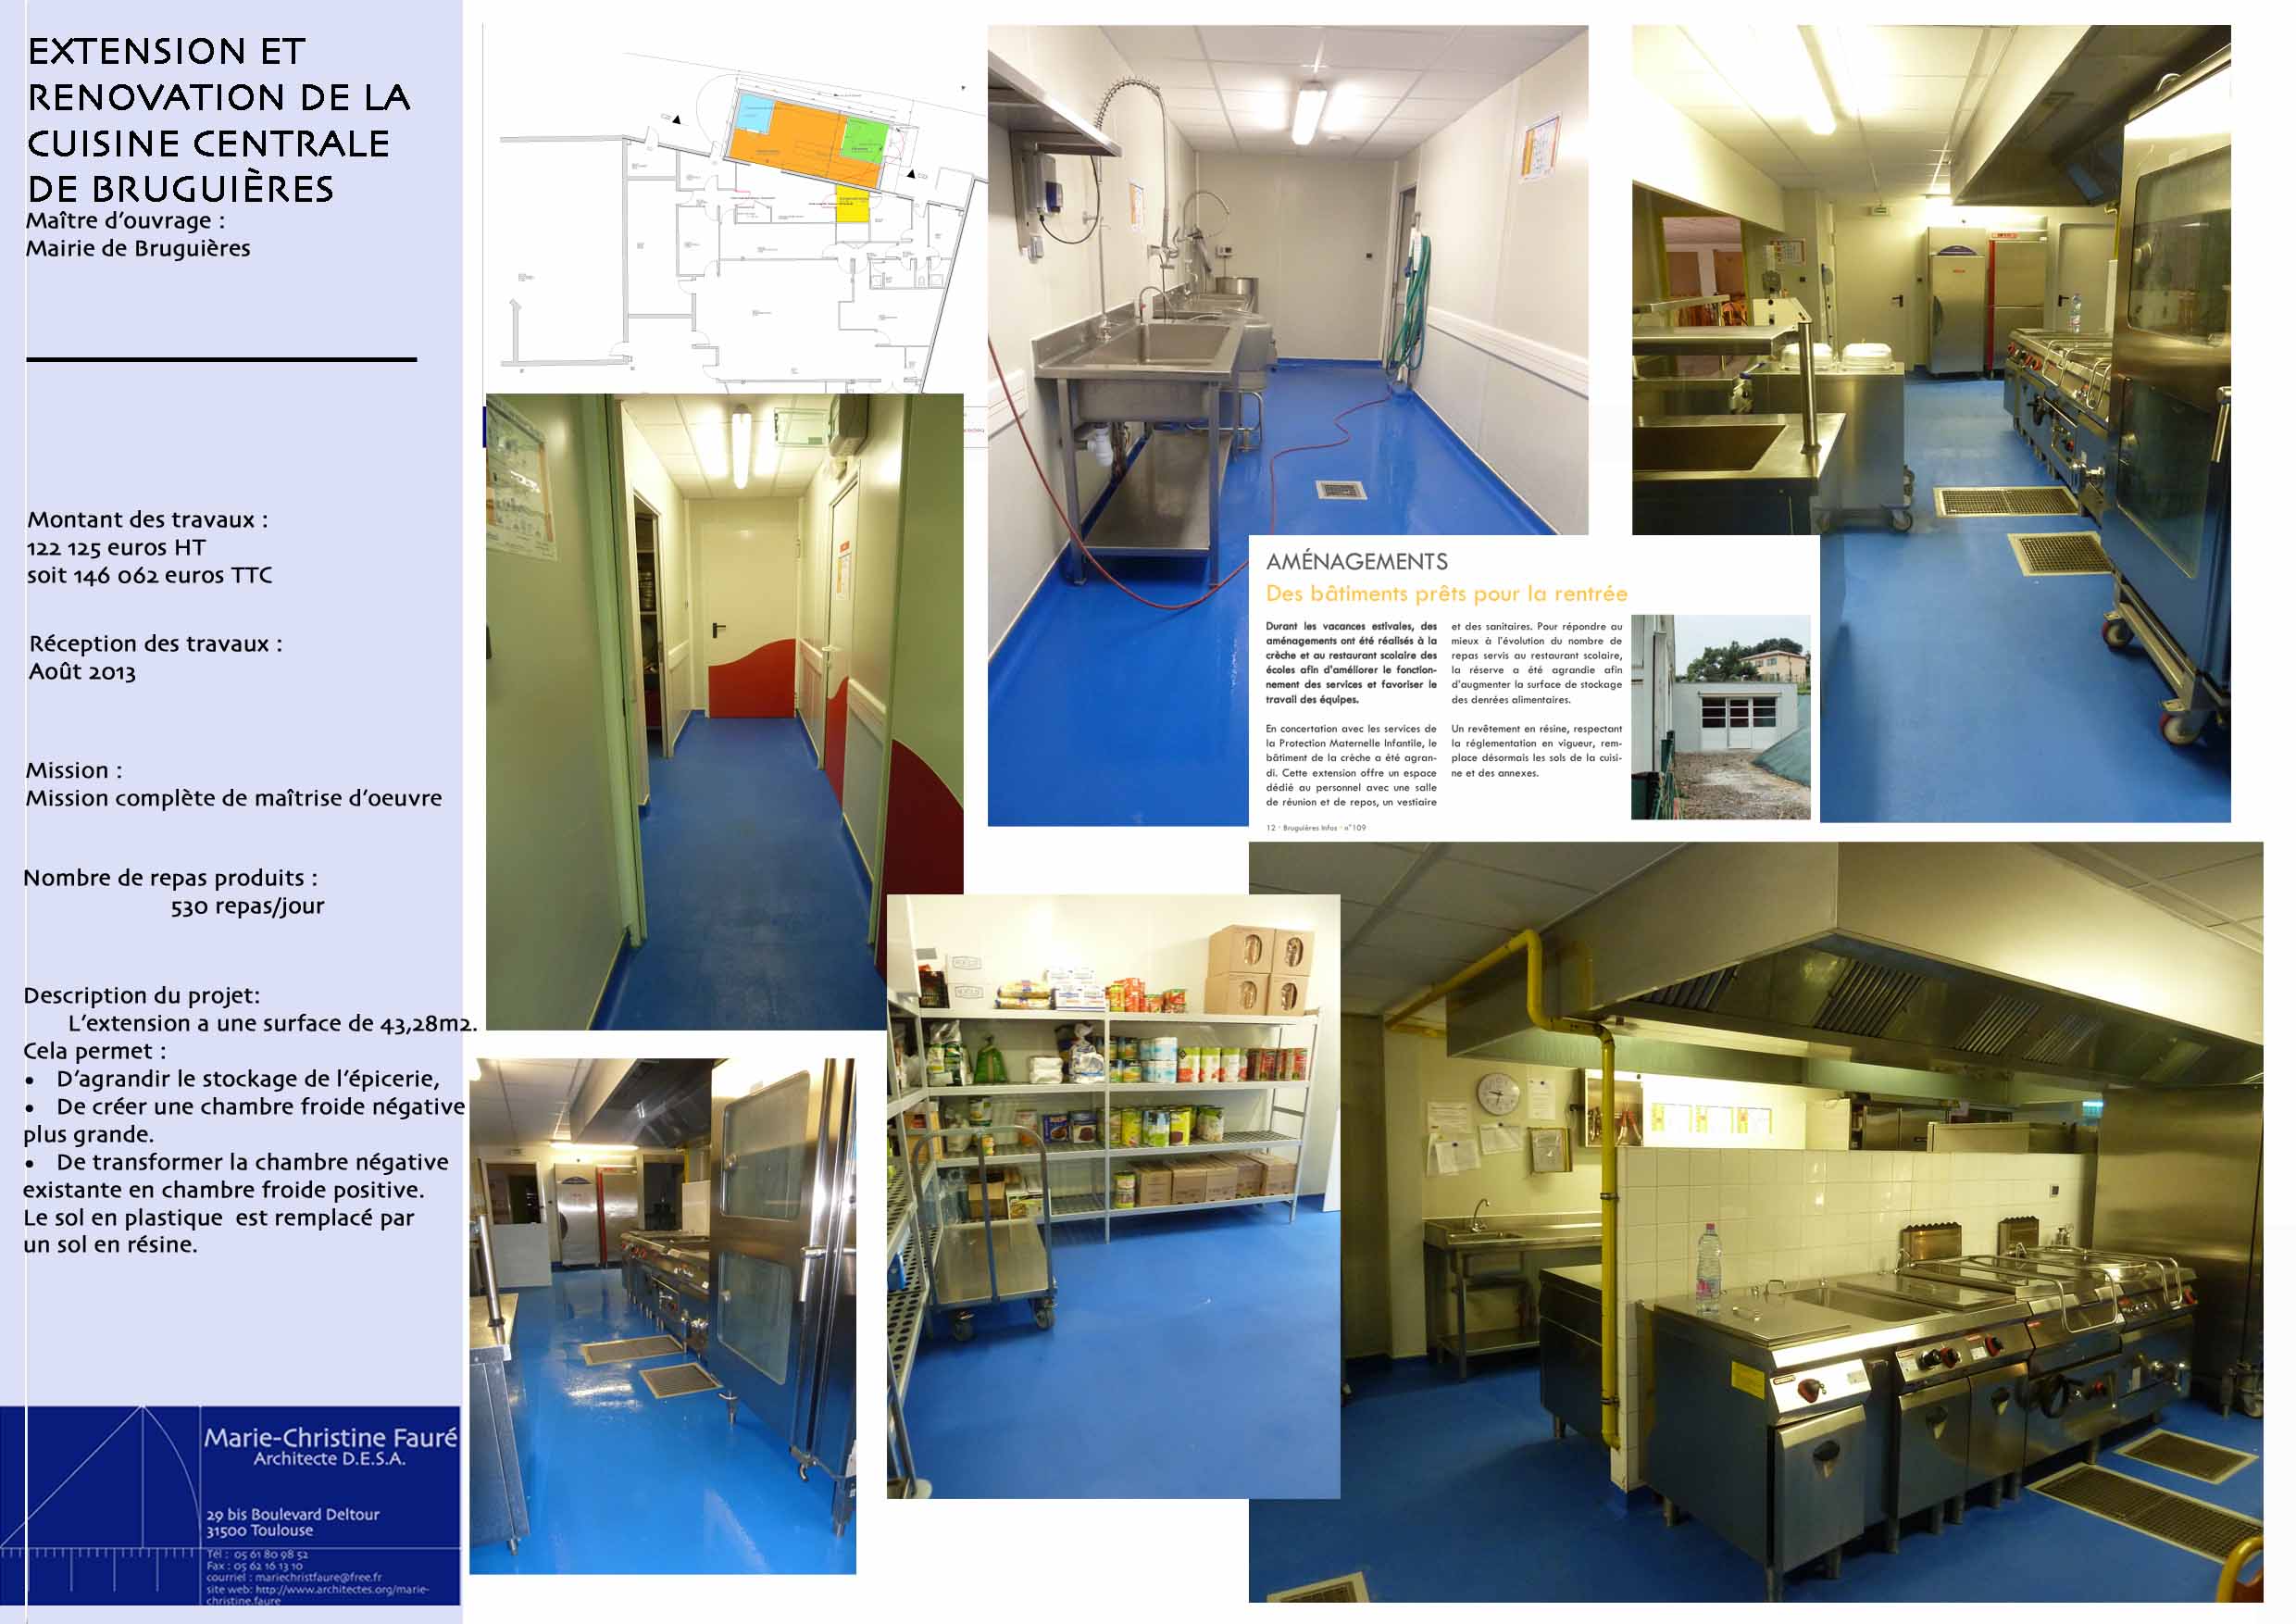 EXTENSION ET
RENOVATION DE LA
CUISINE CENTRALE
DE BRUGUIÈRES
Maître d'ouvrage :
Mairie de Bruguières
Montant des travaux :
122 125 euros HT
soit 146 062 euros TTC
Réception des travaux :
Août 2013
Mission :
Mission complète de maîtrise d'oeuvre
Nombre de repas produits :
530 repas/jour
Description du projet:
L'extension a une surface de 43,28m2.
Cela permet :
• D'agrandir le stockage de l'épicerie,
• De créer une chambre froide négative
plus grande.
• De transformer la chambre négative
existante en chambre froide positive.
Le sol en plastique est remplacé par
un sol en résine.
Marie-Christine Fauré
Architecte D.E.S.A.
29 bis Boulevard Deltour
31500 Toulouse
Tél : 05 61 80 98 52
Fax : 05 62 16 13 10
courriel : mariechristfaure@free.fr
site web: http://www.architectes.org/marie-
christine.faure
AMÉNAGEMENTS
Des bâtiments prêts pour la rentrée
Durant les vacances estivales, des
aménagements ont été réalisés à la
crèche et au restaurant scolaire des
écoles afin d'améliorer le fonction-
nement des services et favoriser le
travail des équipes.
En concertation avec les services de
la Protection Maternelle Infantile, le
bâtiment de la crèche a été agran-
di. Cette extension offre un espace
dédié au personnel avec une salle
de réunion et de repos, un vestiaire
et des sanitaires. Pour répondre au
mieux à l'évolution du nombre de
repas servis au restaurant scolaire,
la réserve a été agrandie afin
d'augmenter la surface de stockage
des denrées alimentaires.
Un revêtement en résine, respectant
la réglementation en vigueur, rem-
place désormais les sols de la cuisi-
ne et des annexes.
12 • Bruguières Infos • n°109